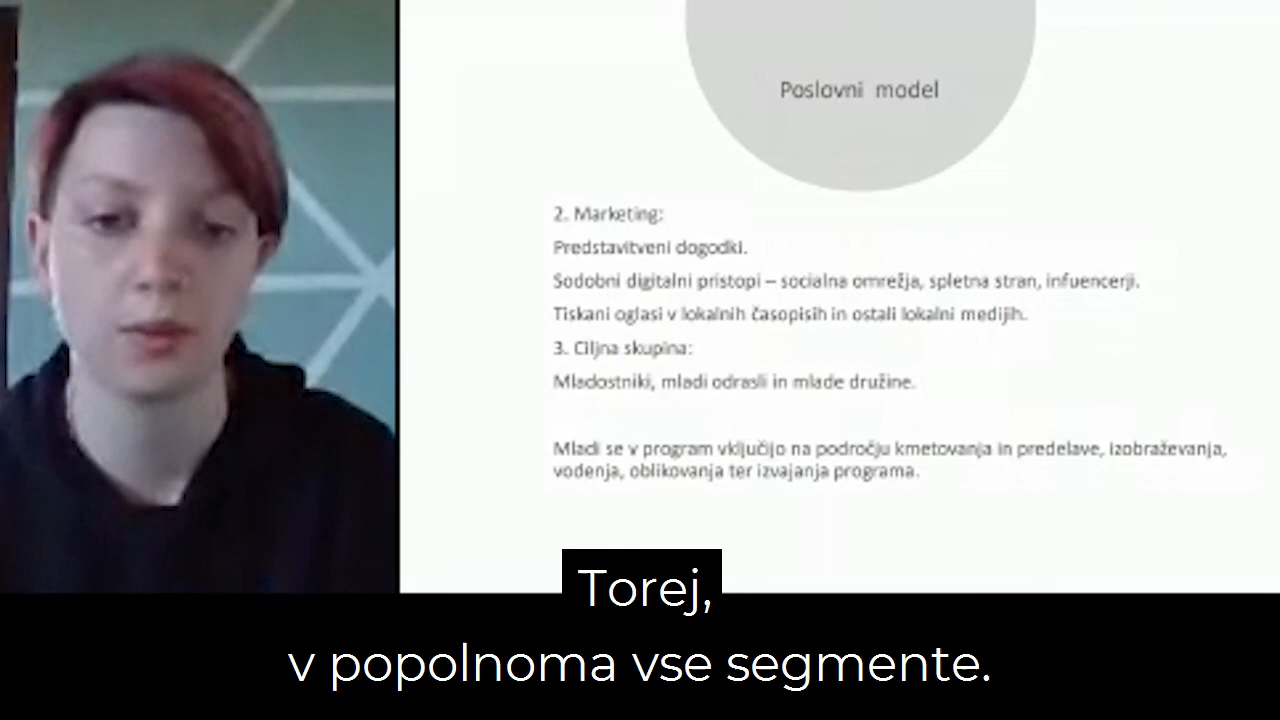 Poslovni model
2. Marketing:
Predstavitveni dogodki.
Sodobni digitalni pristopi – socialna omrežja, spletna stran, infuencerji.
Tiskani oglasi v lokalnih časopisih in ostali lokalni medijih.
3. Ciljna skupina:
Mladostniki, mladi odrasli in mlade družine.
Mladi se v program vključijo na področju kmetovanja in predelave, izobraževanja,
vodenja, oblikovanja ter izvajanja programa.
Torej,
v popolnoma vse segmente.